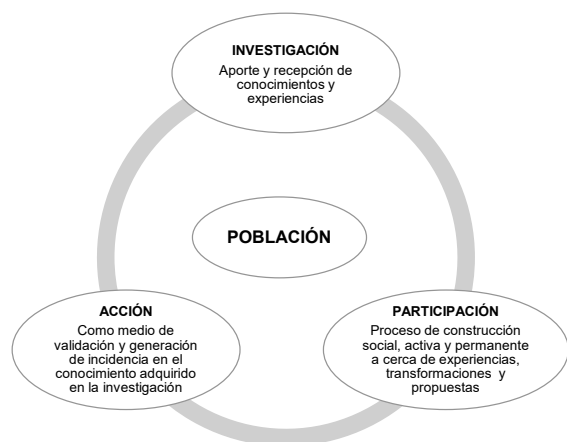 INVESTIGACIÓN
Aporte y recepción de
conocimientos y
experiencias
POBLACIÓN
ACCIÓN
Como medio de
validación y generación
de incidencia en el
conocimiento adquirido
en la investigación
PARTICIPACIÓN
Proceso de construcción
social, activa y permanente
a cerca de experiencias,
transformaciones y
propuestas